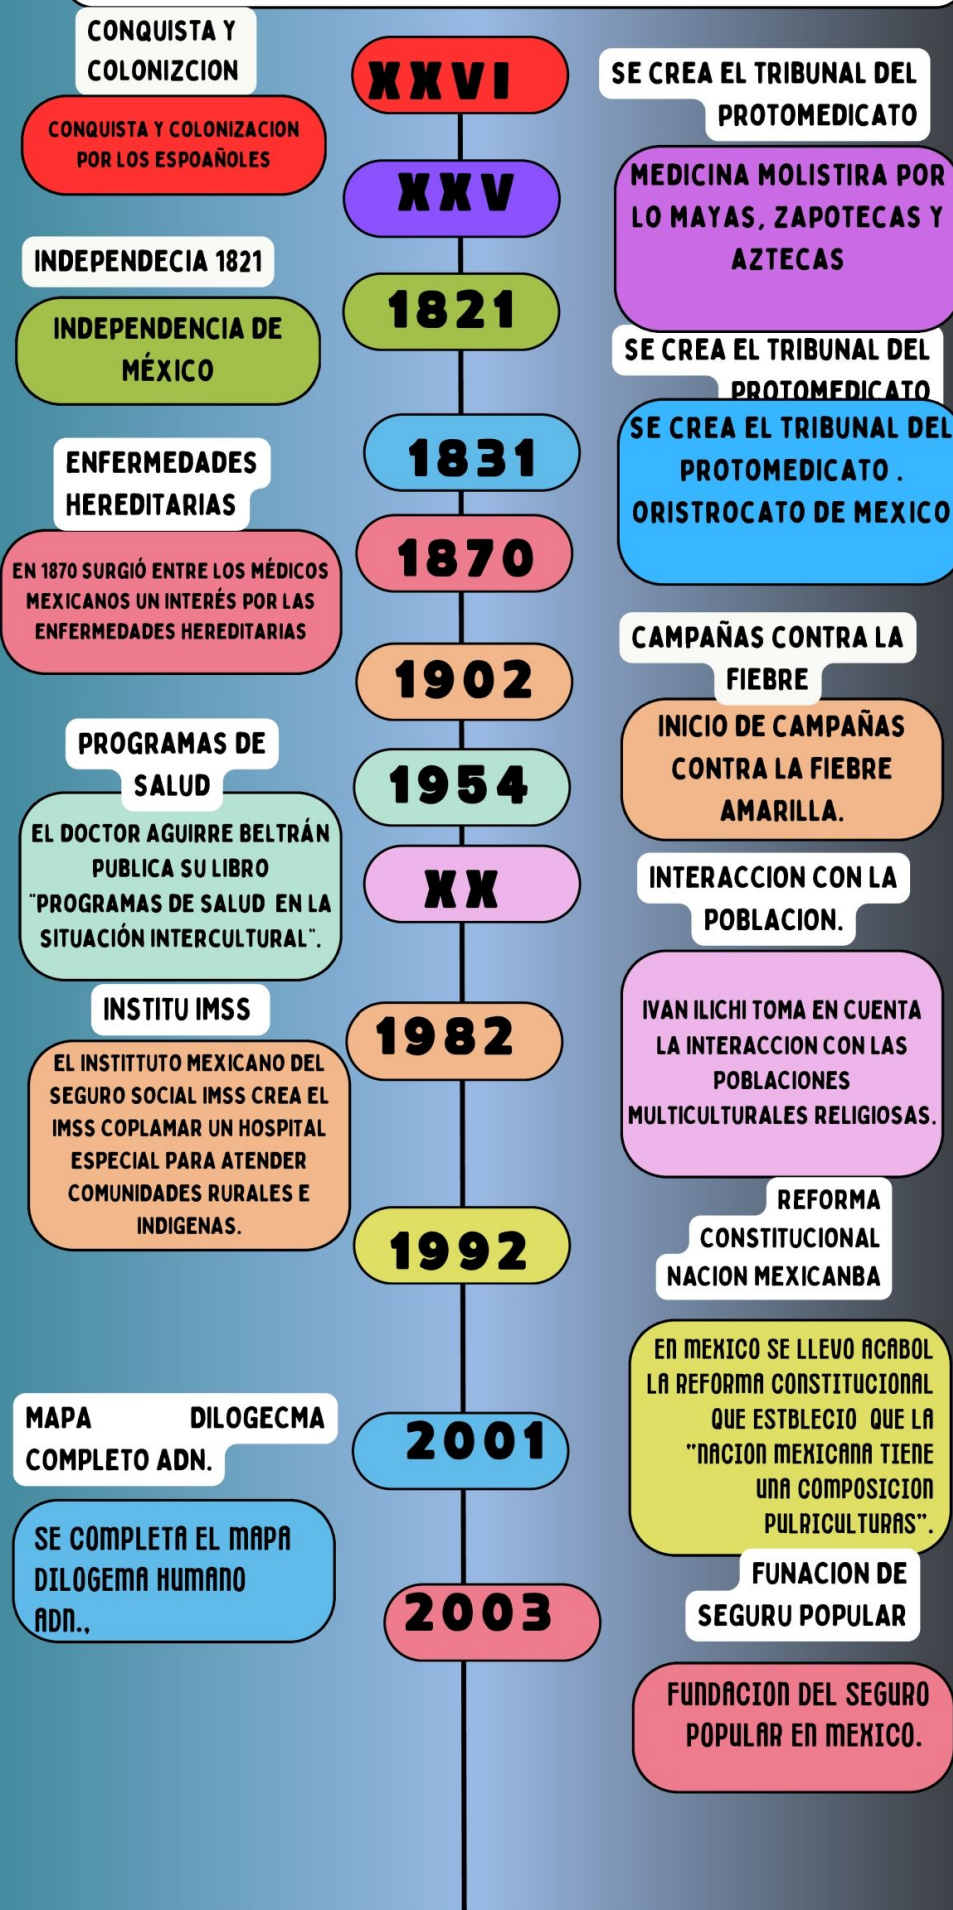 CONQUISTA Y
COLONIZCION
CONQUISTA Y COLONIZACION
POR LOS ESPOAÑOLES
XXVI
SE CREA EL TRIBUNAL DEL
PROTOMEDICATO
XXV
MEDICINA MOLISTIRA POR
LO MAYAS, ZAPOTECAS Y
AZTECAS
INDEPENDECIA 1821
INDEPENDENCIA DE
MÉXICO
1821
SE CREA EL TRIBUNAL DEL
PROTOMEDICATO
SE CREA EL TRIBUNAL DEL
PROTOMEDICATO .
ORISTROCATO DE MEXICO
1831
ENFERMEDADES
HEREDITARIAS
EN 1870 SURGIÓ ENTRE LOS MÉDICOS
MEXICANOS UN INTERÉS POR LAS
ENFERMEDADES HEREDITARIAS
1870
CAMPAÑAS CONTRA LA
FIEBRE
INICIO DE CAMPAÑAS
CONTRA LA FIEBRE
AMARILLA.
1902
PROGRAMAS DE
SALUD
EL DOCTOR AGUIRRE BELTRÁN
PUBLICA SU LIBRO
¨PROGRAMAS DE SALUD EN LA
SITUACIÓN INTERCULTURAL¨.
1954
XX
INTERACCION CON LA
POBLACION.
IVAN ILICHI TOMA EN CUENTA
LA INTERACCION CON LAS
POBLACIONES
MULTICULTURALES RELIGIOSAS.
INSTITU IMSS
EL INSTITTUTO MEXICANO DEL
SEGURO SOCIAL IMSS CREA EL
IMSS COPLAMAR UN HOSPITAL
ESPECIAL PARA ATENDER
COMUNIDADES RURALES E
INDIGENAS.
1982
REFORMA
CONSTITUCIONAL
NACION MEXICANBA
1992
EN MEXICO SE LLEVO ACABOL
LA REFORMA CONSTITUCIONAL
QUE ESTBLECIO QUE LA
"NACION MEXICANA TIENE
UNA COMPOSICION
PULRICULTURAS".
MAPA DILOGECMA
COMPLETO ADN.
SE COMPLETA EL MAPA
DILOGEMA HUMANO
ADN.,
2001
FUNACION DE
SEGURU POPULAR
2003
FUNDACION DEL SEGURO
POPULAR EN MEXICO.